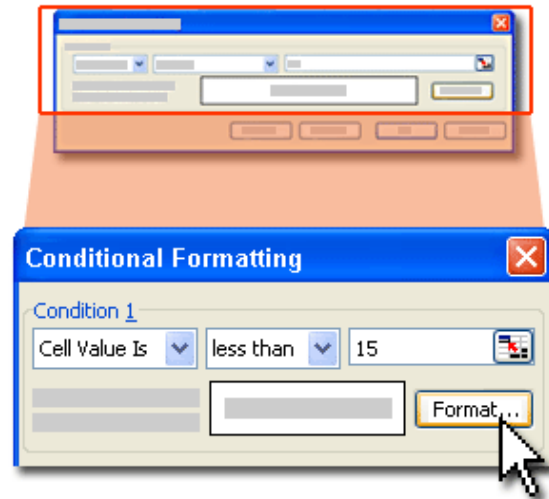 Conditional Formatting
Condition 1
Cell Value Is less than 15
Format...